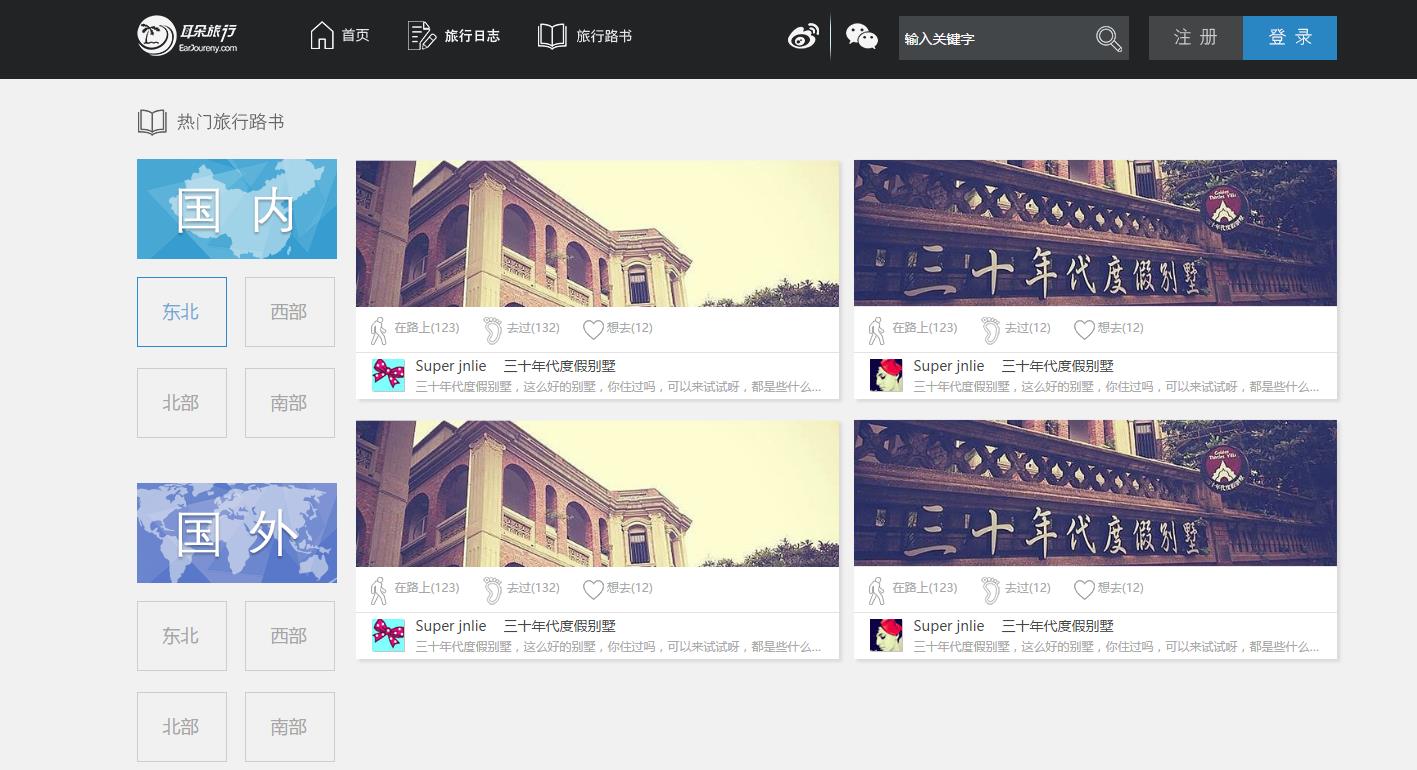 耳朵旅行
EarJoureny.com
首页
旅行日志
旅行路书
输入关键字
注 册
登 录
热门旅行路书
国 内
东北
西部
北部
南部
国 外
东北
西部
北部
南部
三十年代度假别墅
在路上(123)
去过(132)
想去(12)
Super jnlie 三十年代度假别墅
三十年代度假别墅，这么好的别墅，你住过吗，可以来试试呀，都是些什么...
在路上(123)
去过(12)
想去(12)
Super jnlie 三十年代度假别墅
三十年代度假别墅，这么好的别墅，你住过吗，可以来试试呀，都是些什么...
三十年代度假别墅
在路上(123)
去过(132)
想去(12)
Super jnlie 三十年代度假别墅
三十年代度假别墅，这么好的别墅，你住过吗，可以来试试呀，都是些什么...
在路上(123)
去过(12)
想去(12)
Super jnlie 三十年代度假别墅
三十年代度假别墅，这么好的别墅，你住过吗，可以来试试呀，都是些什么...